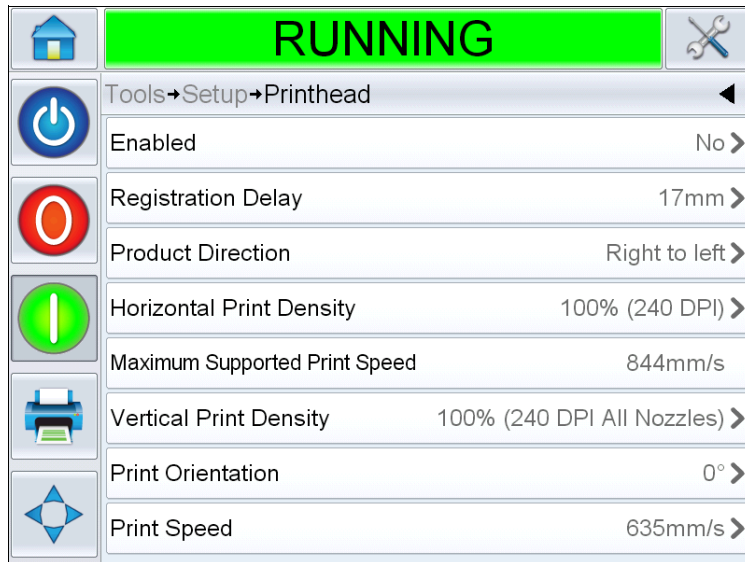 RUNNING
Tools→Setup→Printhead
Enabled No
Registration Delay 17mm
Product Direction Right to left
Horizontal Print Density 100% (240 DPI)
Maximum Supported Print Speed 844mm/s
Vertical Print Density 100% (240 DPI All Nozzles)
Print Orientation 0°
Print Speed 635mm/s